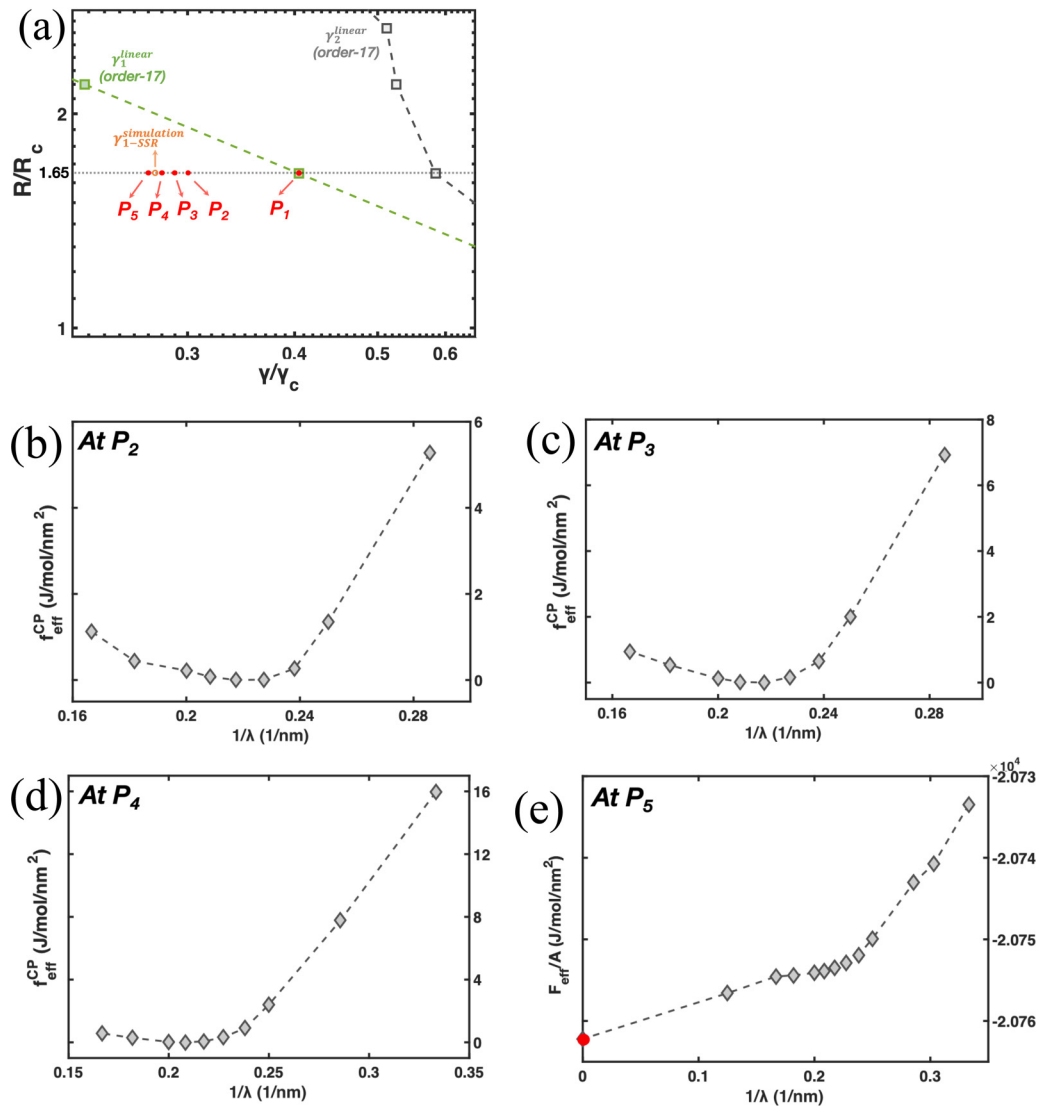 (a)
γ₁^linear
(order-17)
γ₂^linear
(order-17)
γ_{1-SSR}^simulation
P₅ P₄ P₃ P₂ P₁
2
1.65
1
R/R_c
0.3 0.4 0.5 0.6
γ/γ_c
(b)
At P₂
6
4
2
0
f_eff^CP (J/mol/nm²)
0.16 0.2 0.24 0.28
1/λ (1/nm)
(c)
At P₃
8
6
4
2
0
f_eff^CP (J/mol/nm²)
0.16 0.2 0.24 0.28
1/λ (1/nm)
(d)
At P₄
16
12
8
4
0
f_eff^CP (J/mol/nm²)
0.15 0.2 0.25 0.3 0.35
1/λ (1/nm)
(e)
At P₅
×10⁴
-2.073
-2.074
-2.075
-2.076
F_eff/A (J/mol/nm²)
0 0.1 0.2 0.3
1/λ (1/nm)